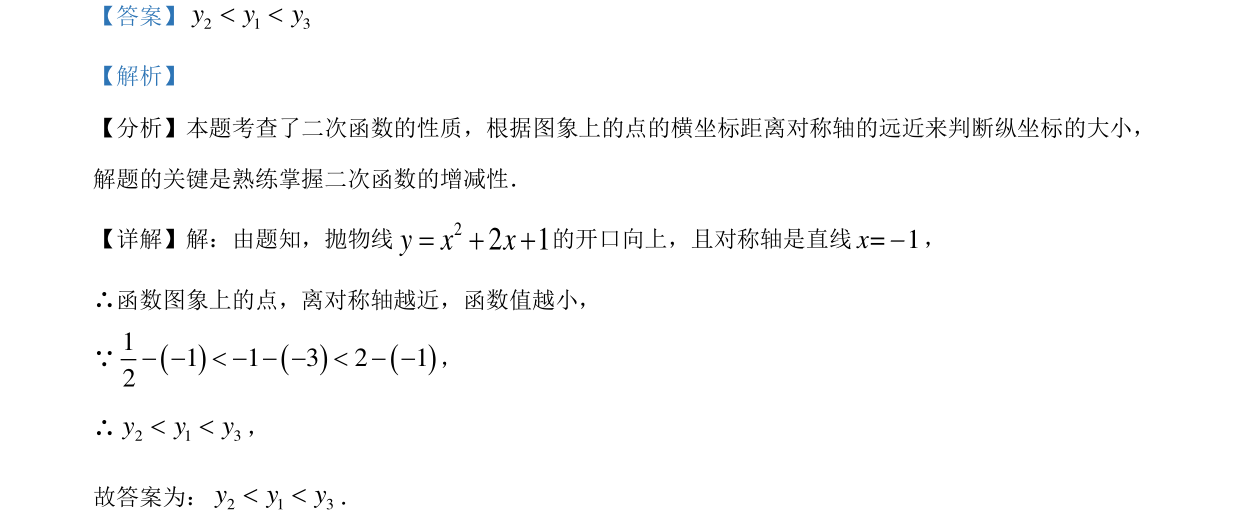 【答案】y₂ < y₁ < y₃
【解析】
【分析】本题考查了二次函数的性质，根据图象上的点的横坐标距离对称轴的远近来判断纵坐标的大小，
解题的关键是熟练掌握二次函数的增减性．
【详解】解：由题知，抛物线 y = x² + 2x + 1 的开口向上，且对称轴是直线 x = −1，
∴函数图象上的点，离对称轴越近，函数值越小，
∵ 1/2 − (−1) < −1 − (−3) < 2 − (−1)，
∴ y₂ < y₁ < y₃，
故答案为：y₂ < y₁ < y₃．